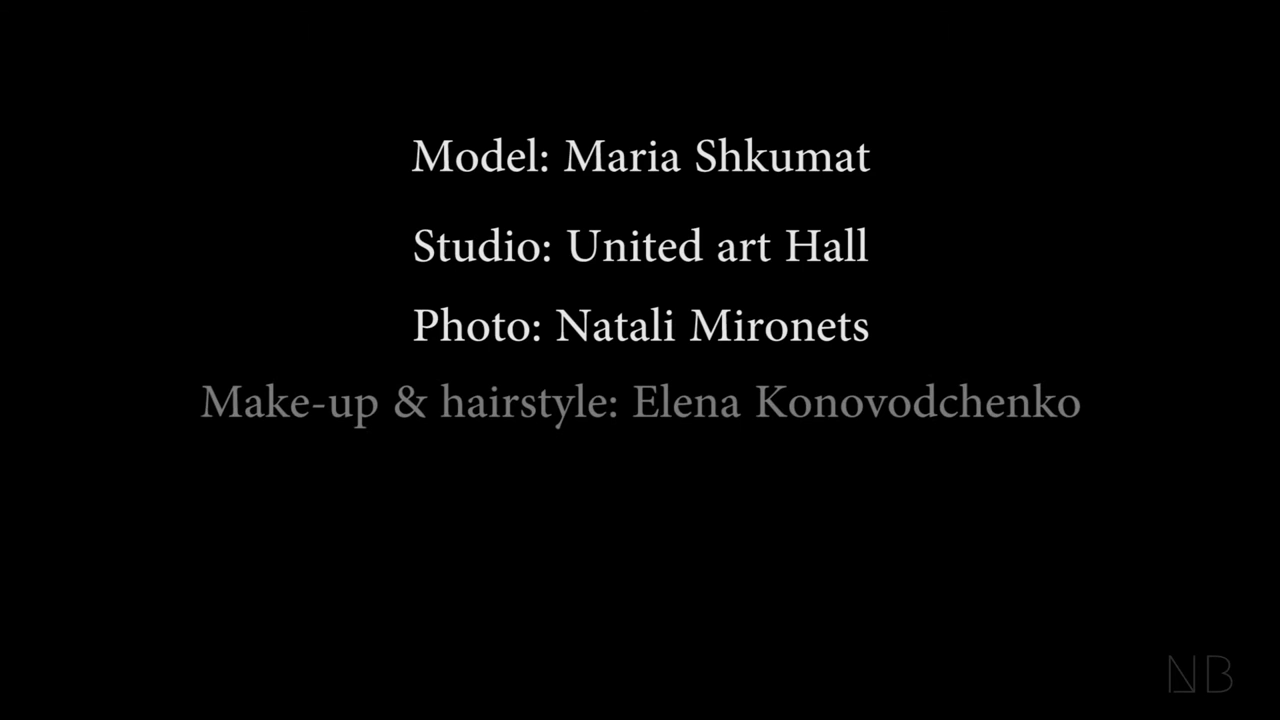 Model: Maria Shkumat
Studio: United art Hall
Photo: Natali Mironets
Make-up & hairstyle: Elena Konovodchenko
NB